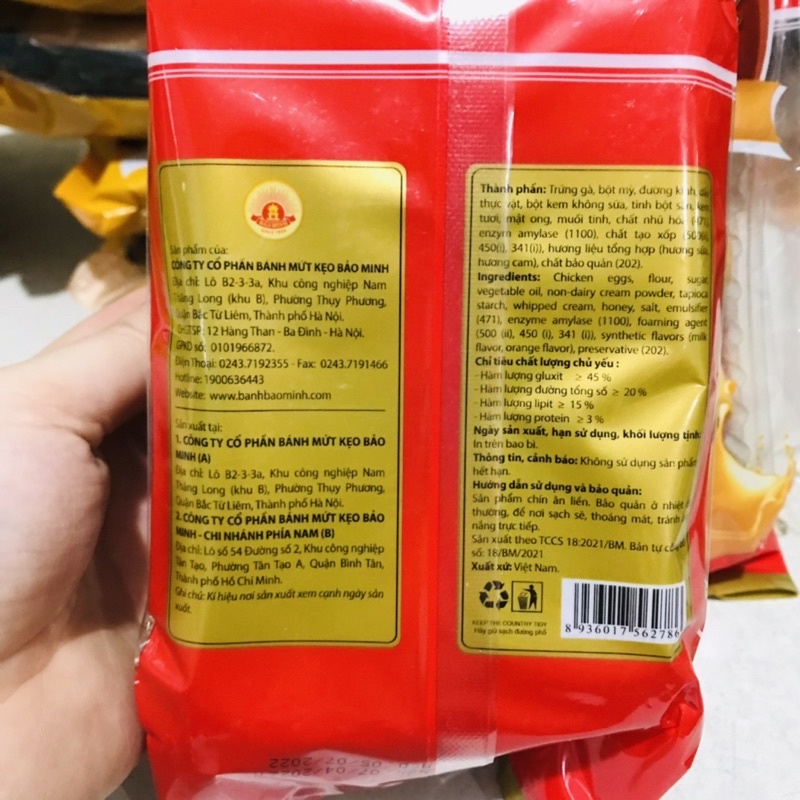 Sản phẩm của:
CÔNG TY CỔ PHẦN BÁNH MỨT KẸO BẢO MINH
Địa chỉ: Lô B2-3-3a, Khu công nghiệp Nam
Thăng Long (khu B), Phường Thụy Phương,
Quận Bắc Từ Liêm, Thành phố Hà Nội.
CHGTSP: 12 Hàng Than - Ba Đình - Hà Nội.
GPKD số: 0101966872.
Điện Thoại: 0243.7192355 - Fax: 0243.7191466
Hotline: 1900636443
Website: www.banhbaominh.com
Sản xuất tại:
1. CÔNG TY CỔ PHẦN BÁNH MỨT KẸO BẢO
MINH (A)
Địa chỉ: Lô B2-3-3a, Khu công nghiệp Nam
Thăng Long (khu B), Phường Thụy Phương,
Quận Bắc Từ Liêm, Thành phố Hà Nội.
2. CÔNG TY CỔ PHẦN BÁNH MỨT KẸO BẢO
MINH - CHI NHÁNH PHÍA NAM (B)
Địa chỉ: Lô số 54 Đường số 2, Khu công nghiệp
Tân Tạo, Phường Tân Tạo A, Quận Bình Tân,
Thành phố Hồ Chí Minh.
Ghi chú: Kí hiệu nơi sản xuất xem cạnh ngày sản
xuất.
Thành phần: Trứng gà, bột mỳ, đường kính, dầu
thực vật, bột kem không sữa, tinh bột sắn, kem
tươi, mật ong, muối tinh, chất nhũ hóa (471),
enzym amylase (1100), chất tạo xốp (500(ii),
450(i), 341(i)), hương liệu tổng hợp (hương sữa,
hương cam), chất bảo quản (202).
Ingredients: Chicken eggs, flour, sugar,
vegetable oil, non-dairy cream powder, tapioca
starch, whipped cream, honey, salt, emulsifier
(471), enzyme amylase (1100), foaming agent
(500 (ii), 450 (i), 341 (i)), synthetic flavors (milk
flavor, orange flavor), preservative (202).
Chỉ tiêu chất lượng chủ yếu :
- Hàm lượng gluxit ≥ 45 %
- Hàm lượng đường tổng số ≥ 20 %
- Hàm lượng lipit ≥ 15 %
- Hàm lượng protein ≥ 3 %
Ngày sản xuất, hạn sử dụng, khối lượng tịnh:
In trên bao bì.
Thông tin, cảnh báo: Không sử dụng sản phẩm
hết hạn.
Hướng dẫn sử dụng và bảo quản:
Sản phẩm chín ăn liền. Bảo quản ở nhiệt
thường, để nơi sạch sẽ, thoáng mát, tránh
nắng trực tiếp.
Sản xuất theo TCCS 18:2021/BM. Bản tự
số: 18/BM/2021
Xuất xứ: Việt Nam.
KEEP THE COUNTRY TIDY
Hãy giữ sạch đường phố
8 936017 562786
05/07/2022